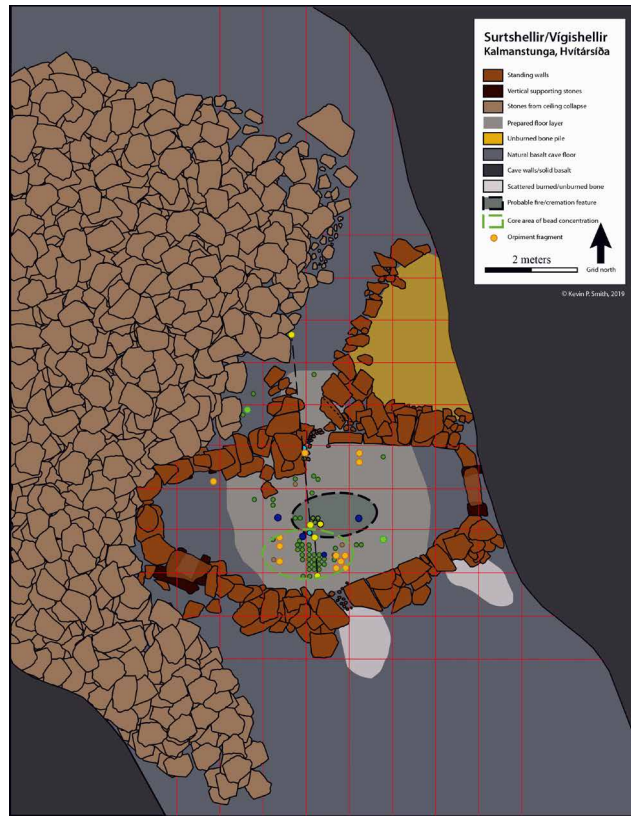 Surtshellir/Vígishellir
Kalmanstunga, Hvítársíða
Standing walls
Vertical supporting stones
Stones from ceiling collapse
Prepared floor layer
Unburned bone pile
Natural basalt cave floor
Cave walls/solid basalt
Scattered burned/unburned bone
Probable fire/cremation feature
Core area of bead concentration
Orpiment fragment
2 meters
Grid north
© Kevin P. Smith, 2019